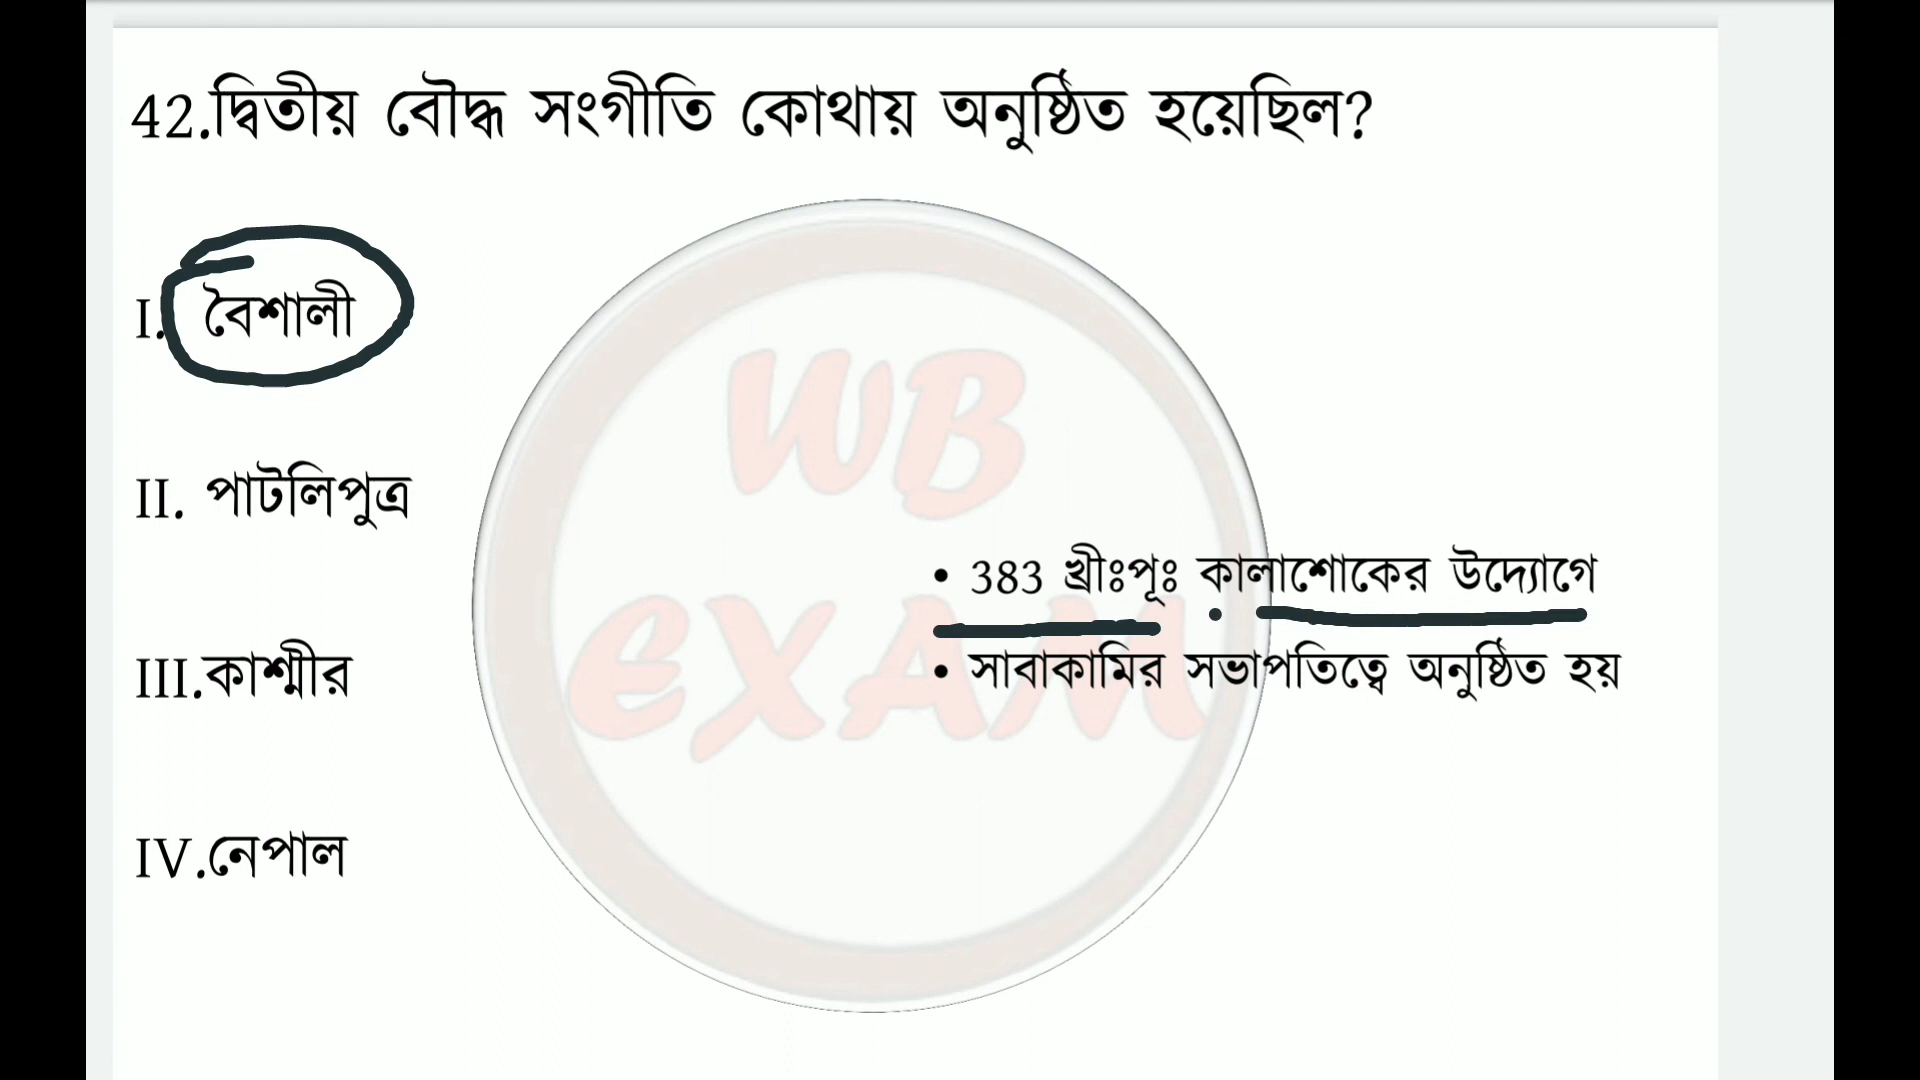 42.দ্বিতীয় বৌদ্ধ সংগীতি কোথায় অনুষ্ঠিত হয়েছিল?
I. বৈশালী
II. পাটলিপুত্র
III.কাশ্মীর
IV.নেপাল
WB
EXAM
• 383 খ্রীঃপূঃ কালাশোকের উদ্যোগে
• সাবাকামির সভাপতিত্বে অনুষ্ঠিত হয়